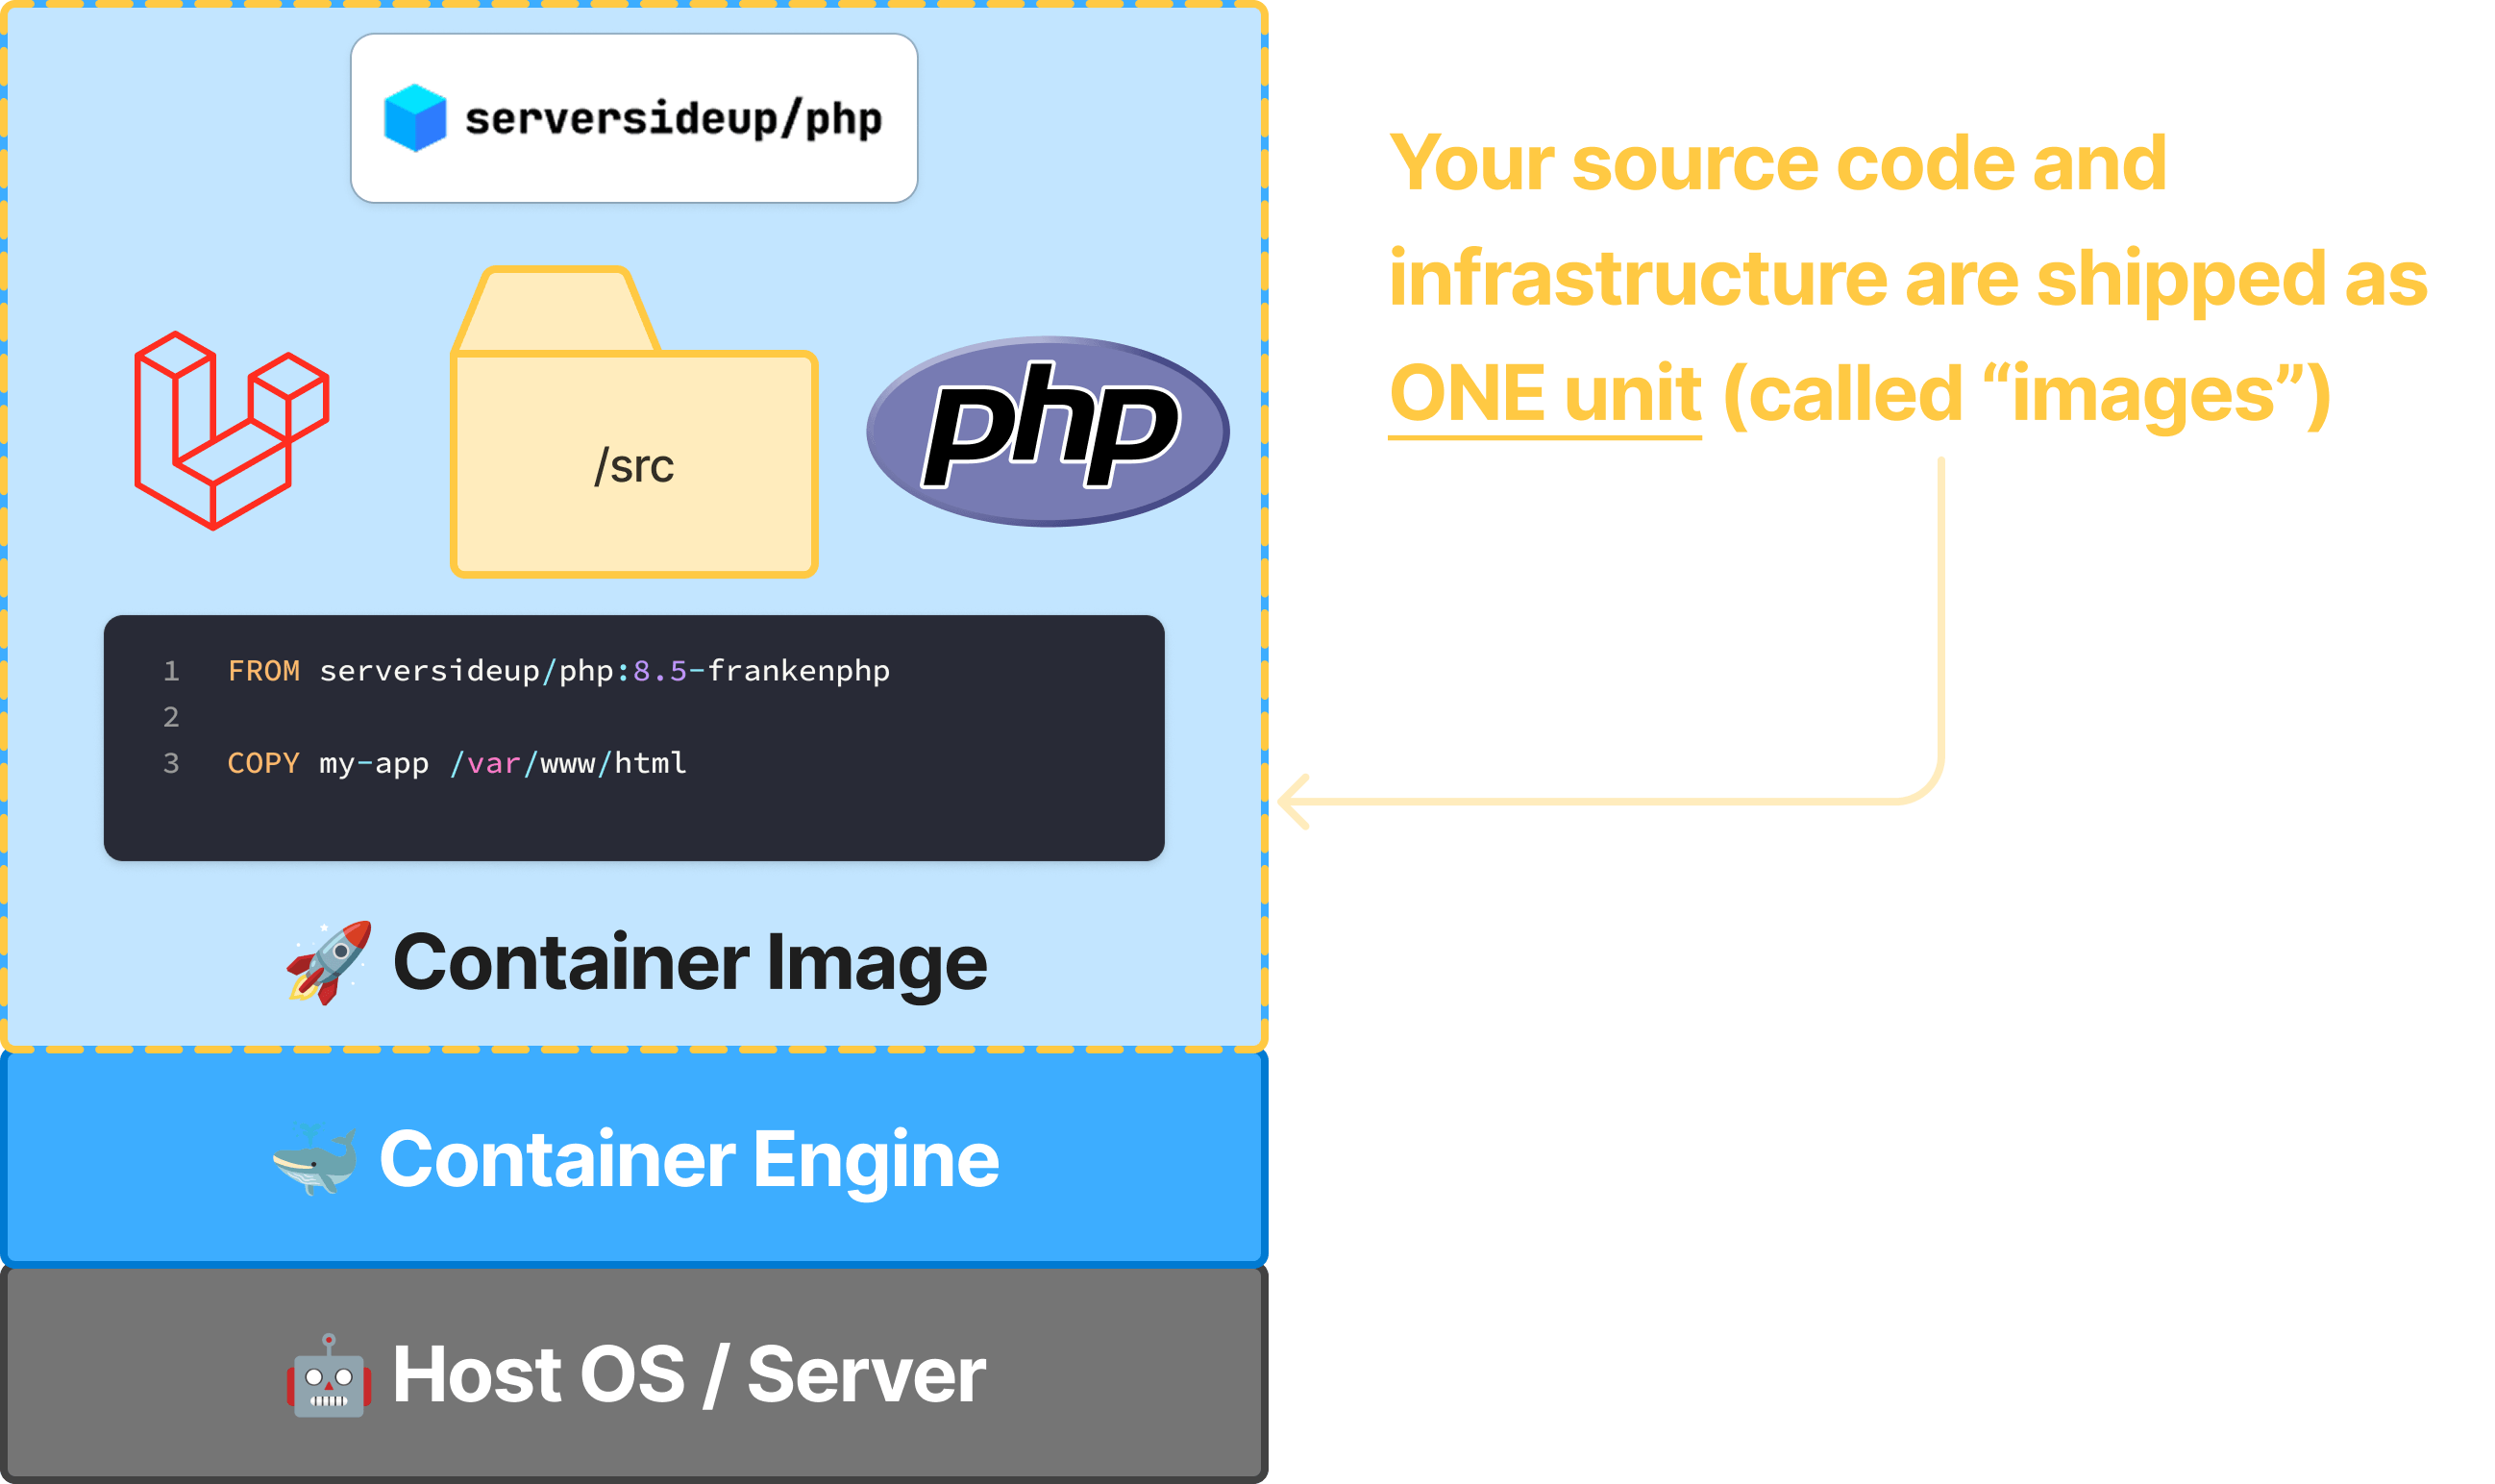 serversideup/php
Your source code and
infrastructure are shipped as
ONE unit (called “images”)
/src
php
1 FROM serversideup/php:8.5-frankenphp
2
3 COPY my-app /var/www/html
🚀 Container Image
🐳 Container Engine
🤖 Host OS / Server